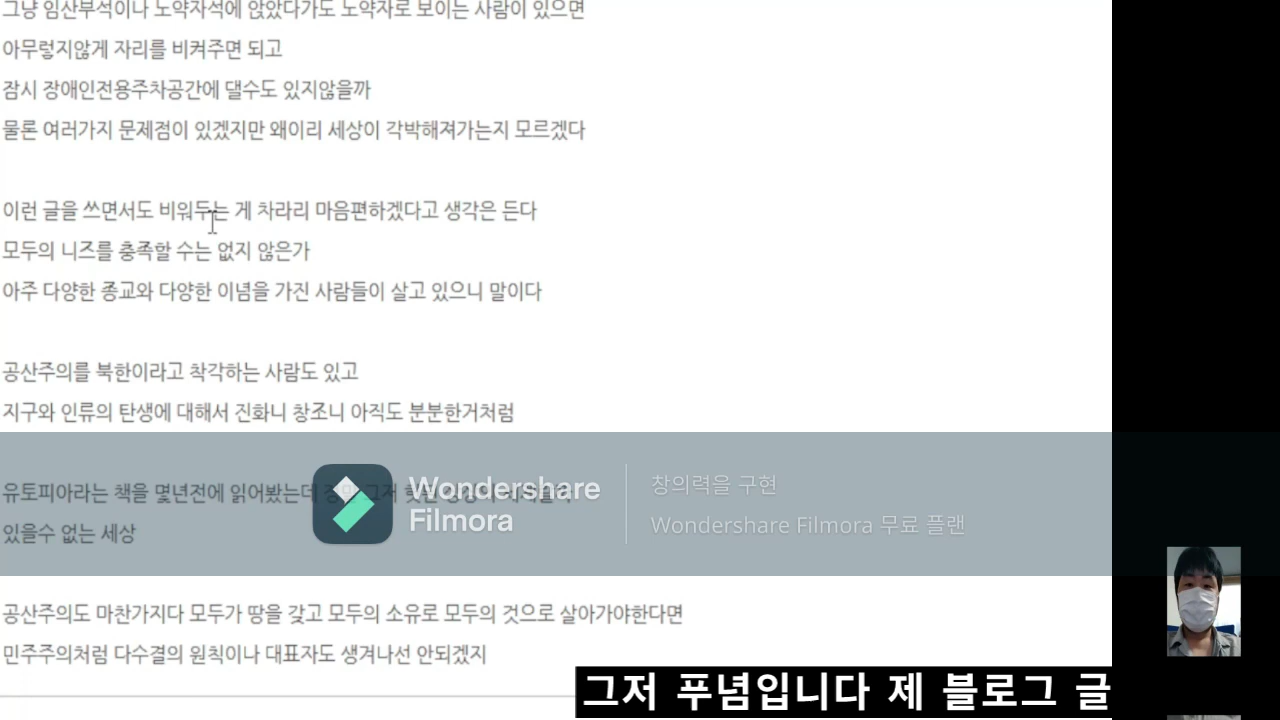 그냥 임산부석이나 노약자석에 앉았다가도 노약자로 보이는 사람이 있으면
아무렇지않게 자리를 비켜주면 되고
잠시 장애인전용주차공간에 댈수도 있지않을까
물론 여러가지 문제점이 있겠지만 왜이리 세상이 각박해져가는지 모르겠다
이런 글을 쓰면서도 비워두는 게 차라리 마음편하겠다고 생각은 든다
모두의 니즈를 충족할 수는 없지 않은가
아주 다양한 종교와 다양한 이념을 가진 사람들이 살고 있으니 말이다
공산주의를 북한이라고 착각하는 사람도 있고
지구와 인류의 탄생에 대해서 진화니 창조니 아직도 분분한거처럼
유토피아라는 책을 몇년전에 읽어봤는데
있을수 없는 세상
Wondershare
Filmora
창의력을 구현
Wondershare Filmora 무료 플랜
공산주의도 마찬가지다 모두가 땅을 갖고 모두의 소유로 모두의 것으로 살아가야한다면
민주주의처럼 다수결의 원칙이나 대표자도 생겨나선 안되겠지
그저 푸념입니다 제 블로그 글